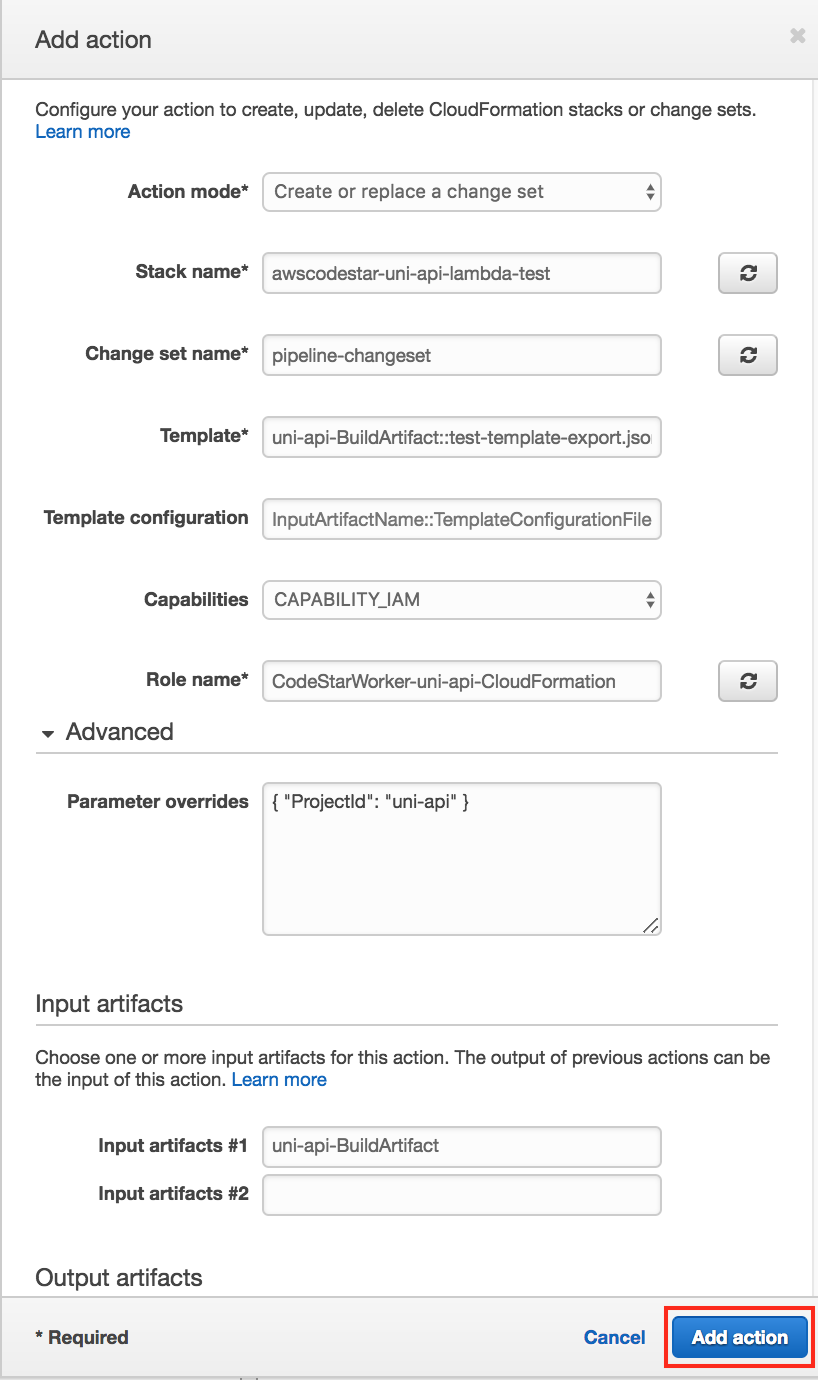 Add action
Configure your action to create, update, delete CloudFormation stacks or change sets.
Learn more
Action mode* Create or replace a change set
Stack name* awscodestar-uni-api-lambda-test
Change set name* pipeline-changeset
Template* uni-api-BuildArtifact::test-template-export.jso
Template configuration InputArtifactName::TemplateConfigurationFile
Capabilities CAPABILITY_IAM
Role name* CodeStarWorker-uni-api-CloudFormation
Advanced
Parameter overrides { "ProjectId": "uni-api" }
Input artifacts
Choose one or more input artifacts for this action. The output of previous actions can be
the input of this action. Learn more
Input artifacts #1 uni-api-BuildArtifact
Input artifacts #2
Output artifacts
* Required Cancel Add action